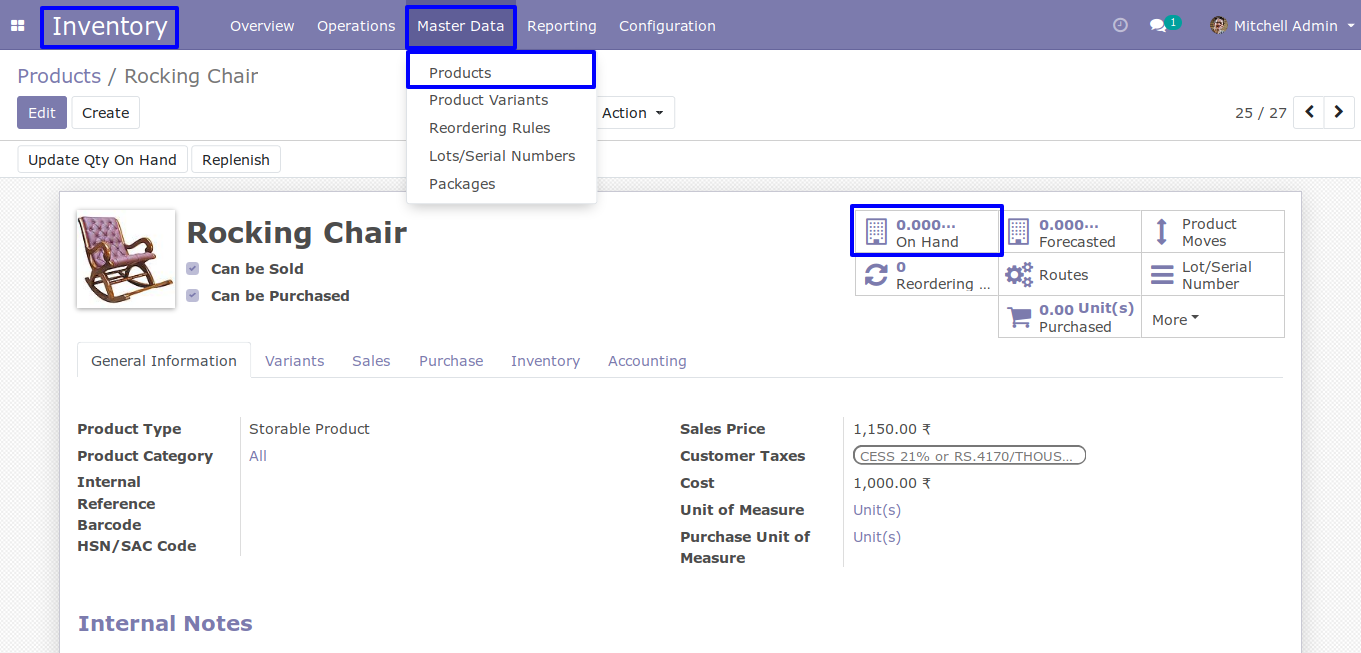 Inventory Overview Operations Master Data Reporting Configuration 1 Mitchell Admin
Products / Rocking Chair
Products
Product Variants
Reordering Rules
Lots/Serial Numbers
Packages
Edit Create Action 25 / 27
Update Qty On Hand Replenish
Rocking Chair
Can be Sold
Can be Purchased
0.000...
On Hand
0.000...
Forecasted
Product
Moves
0
Reordering ...
Routes
Lot/Serial
Number
0.00 Unit(s)
Purchased
More
General Information Variants Sales Purchase Inventory Accounting
Product Type Storable Product
Product Category All
Internal
Reference
Barcode
HSN/SAC Code
Sales Price 1,150.00 ₹
Customer Taxes CESS 21% or RS.4170/THOUS...
Cost 1,000.00 ₹
Unit of Measure Unit(s)
Purchase Unit of Unit(s)
Measure
Internal Notes